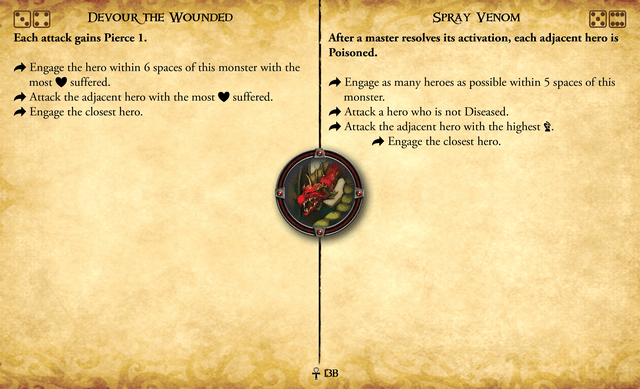 Devour the Wounded
Each attack gains Pierce 1.
Engage the hero within 6 spaces of this monster with the
most suffered.
Attack the adjacent hero with the most suffered.
Engage the closest hero.
Spray Venom
After a master resolves its activation, each adjacent hero is
Poisoned.
Engage as many heroes as possible within 5 spaces of this
monster.
Attack a hero who is not Diseased.
Attack the adjacent hero with the highest .
Engage the closest hero.
13B